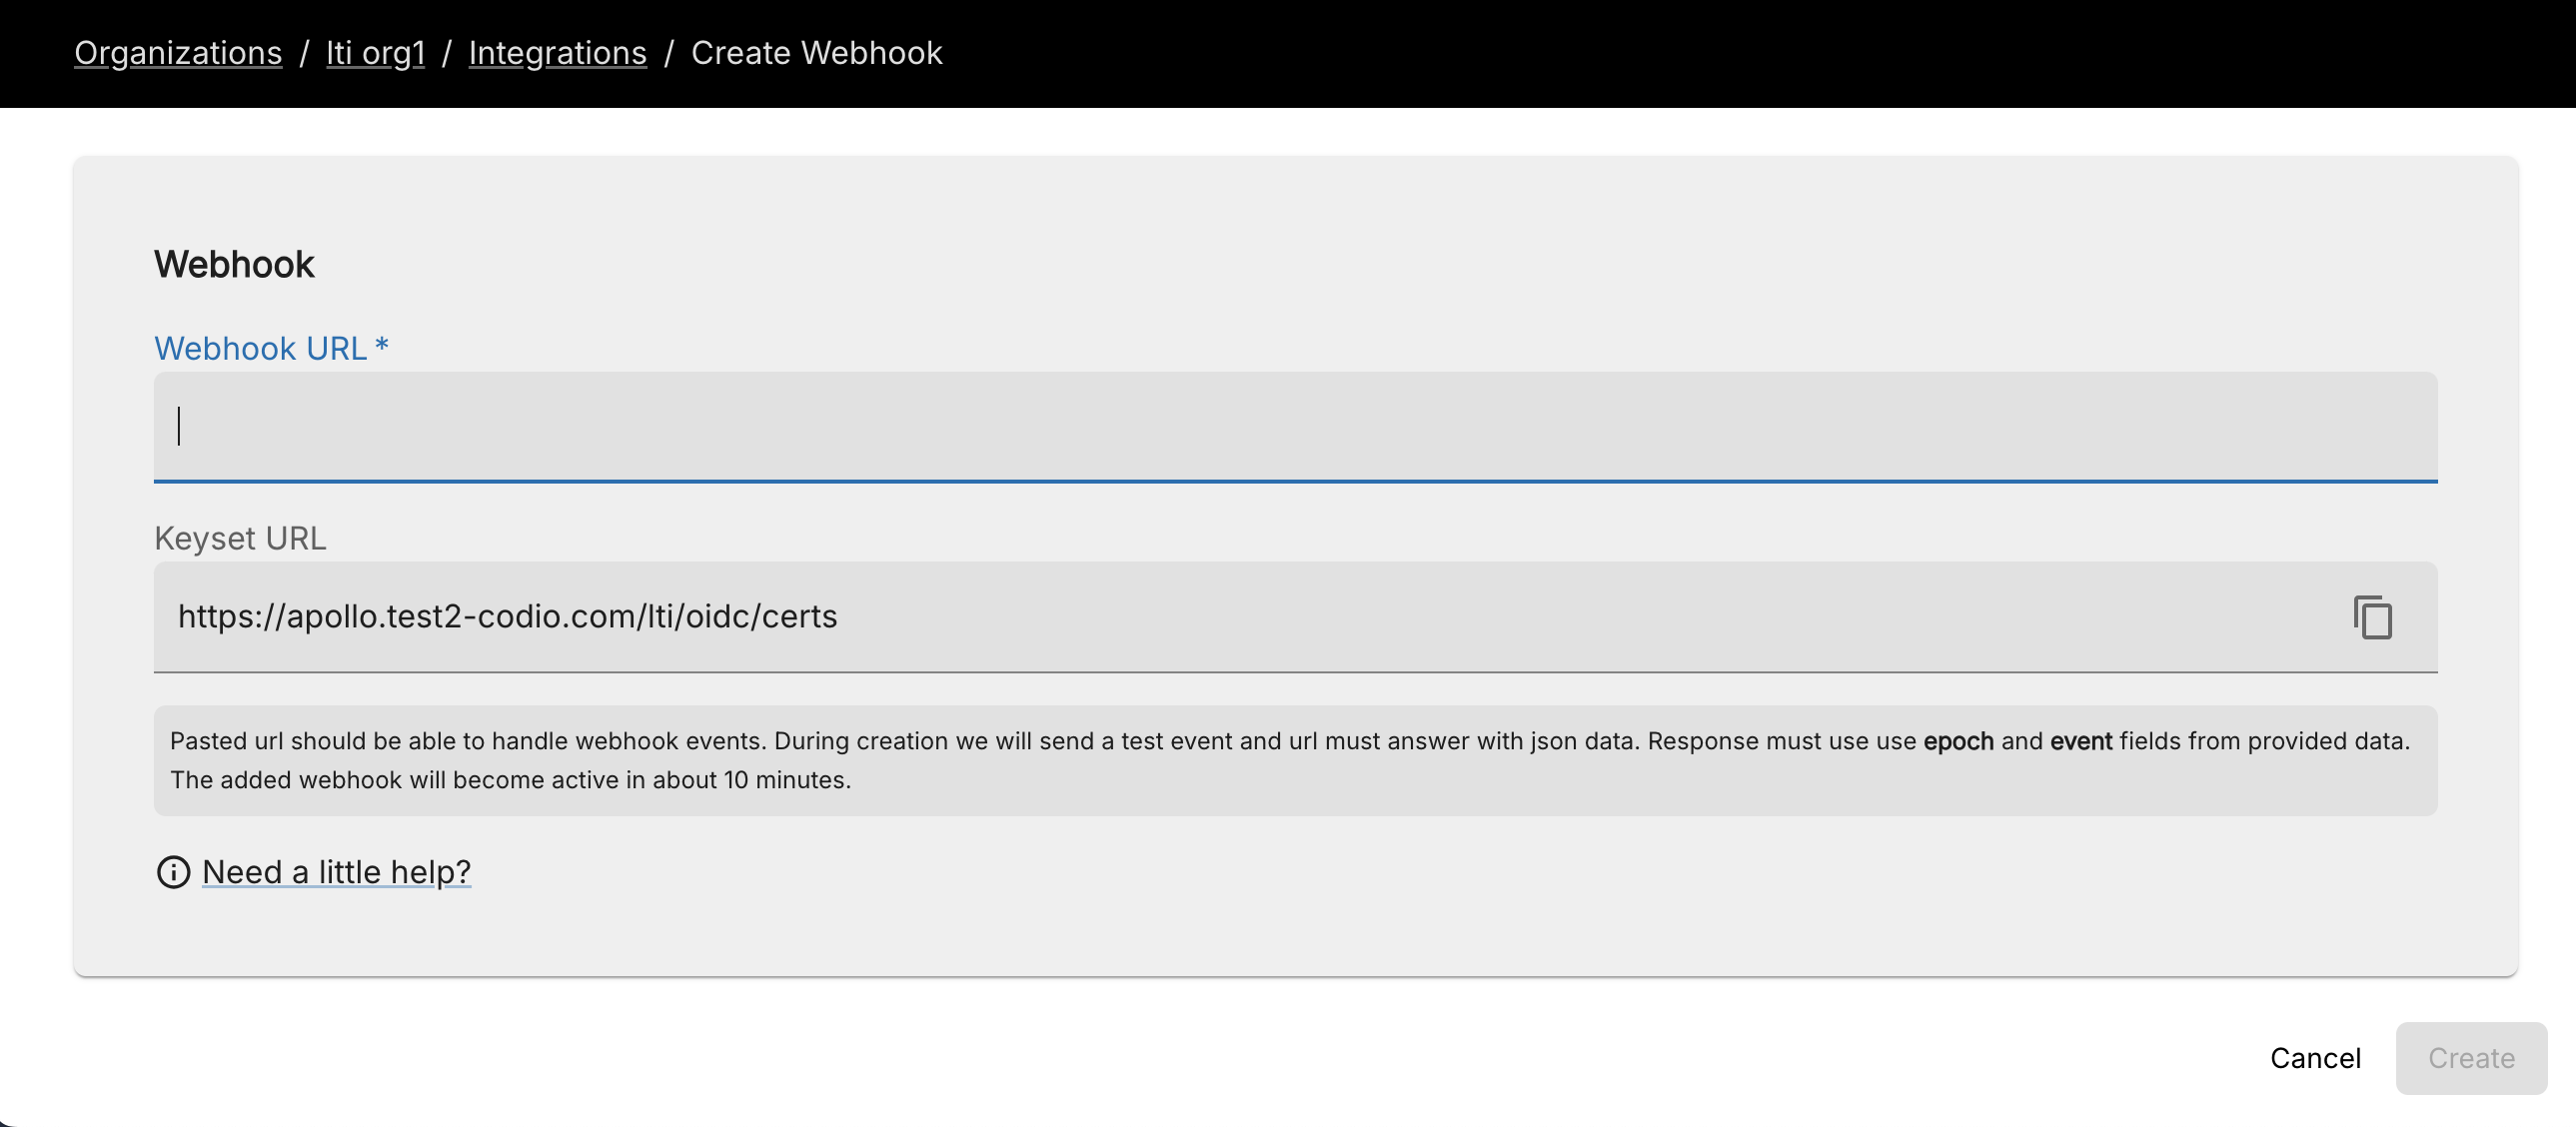 Organizations / lti org1 / Integrations / Create Webhook
Webhook
Webhook URL *
Keyset URL
https://apollo.test2-codio.com/lti/oidc/certs
Pasted url should be able to handle webhook events. During creation we will send a test event and url must answer with json data. Response must use use epoch and event fields from provided data.
The added webhook will become active in about 10 minutes.
Need a little help?
Cancel Create